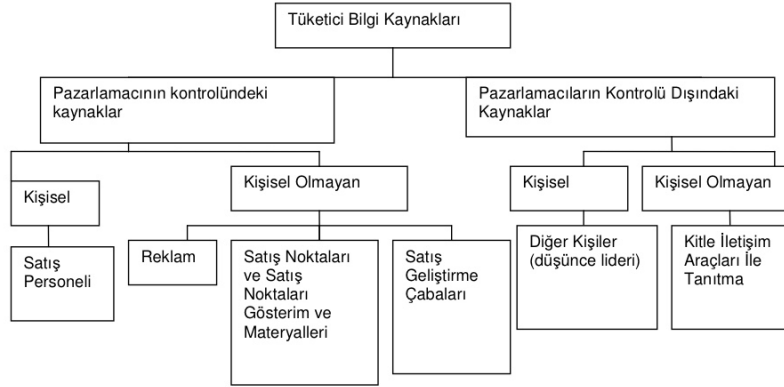 Tüketici Bilgi Kaynakları
Pazarlamacının kontrolündeki
kaynaklar
Pazarlamacıların Kontrolü Dışındaki
Kaynaklar
Kişisel
Kişisel Olmayan
Kişisel
Kişisel Olmayan
Satış
Personeli
Reklam
Satış Noktaları
ve Satış
Noktaları
Gösterim ve
Materyalleri
Satış
Geliştirme
Çabaları
Diğer Kişiler
(düşünce lideri)
Kitle İletişim
Araçları İle
Tanıtma